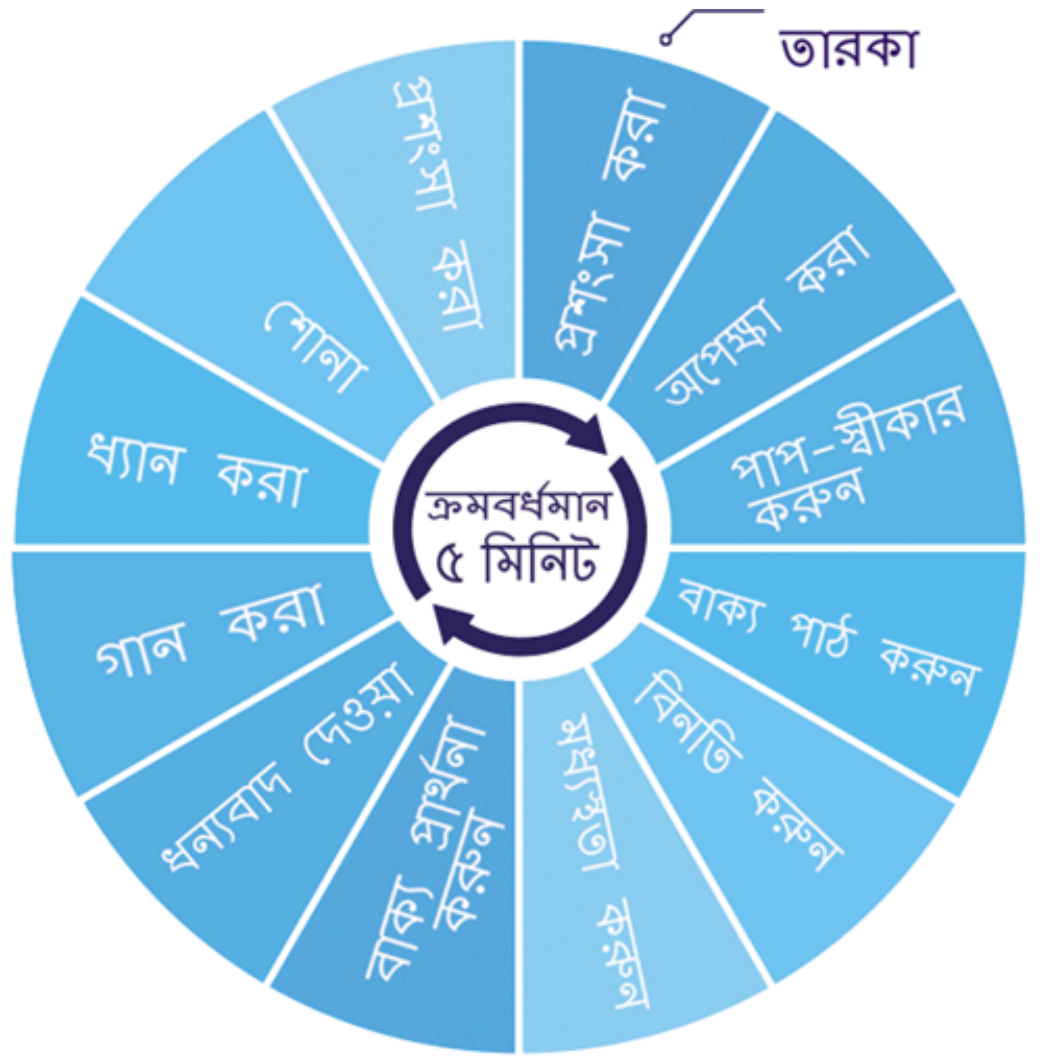 তারকা
প্রশংসা করা
অপেক্ষা করা
পাপ-স্বীকার
করুন
বাক্য পাঠ করুন
বিনতি করুন
মধ্যস্থতা করুন
বাক্য প্রার্থনা
করুন
ধন্যবাদ দেওয়া
গান করা
ধ্যান করা
শোনা
প্রশংসা করা
ক্রমবর্ধমান
৫ মিনিট